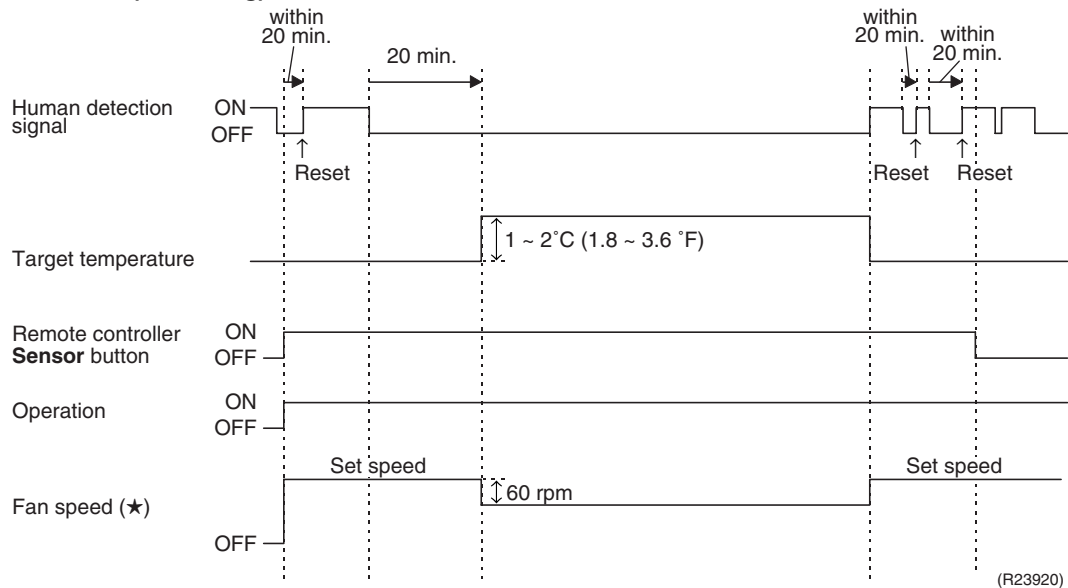 within
20 min.
20 min.
within
20 min.
within
20 min.
Human detection
signal
ON
OFF
Reset
Reset
Reset
Target temperature
1 ~ 2˚C (1.8 ~ 3.6 ˚F)
Remote controller
Sensor button
ON
OFF
Operation
ON
OFF
Set speed
Set speed
Fan speed (★)
60 rpm
OFF
(R23920)